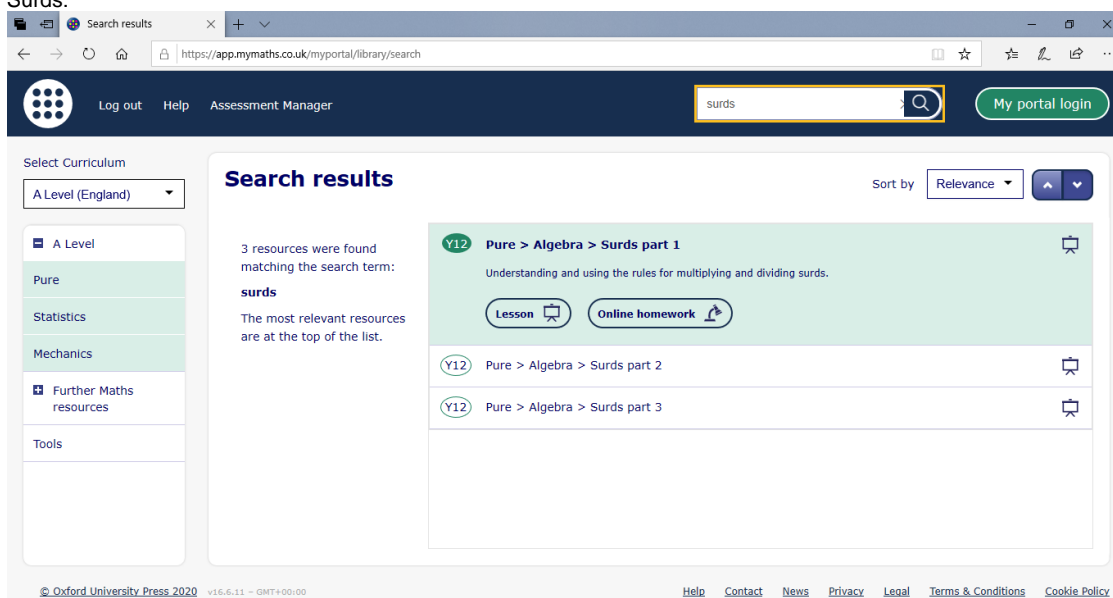 Surds.
Search results
https://app.mymaths.co.uk/myportal/library/search
Log out Help Assessment Manager
surds
My portal login
Select Curriculum
A Level (England)
Search results
Sort by Relevance
A Level
Pure
Statistics
Mechanics
Further Maths
resources
Tools
3 resources were found
matching the search term:
surds
The most relevant resources
are at the top of the list.
Y12 Pure > Algebra > Surds part 1
Understanding and using the rules for multiplying and dividing surds.
Lesson Online homework
Y12 Pure > Algebra > Surds part 2
Y12 Pure > Algebra > Surds part 3
© Oxford University Press 2020 v16.6.11 - GMT+00:00 Help Contact News Privacy Legal Terms & Conditions Cookie Policy